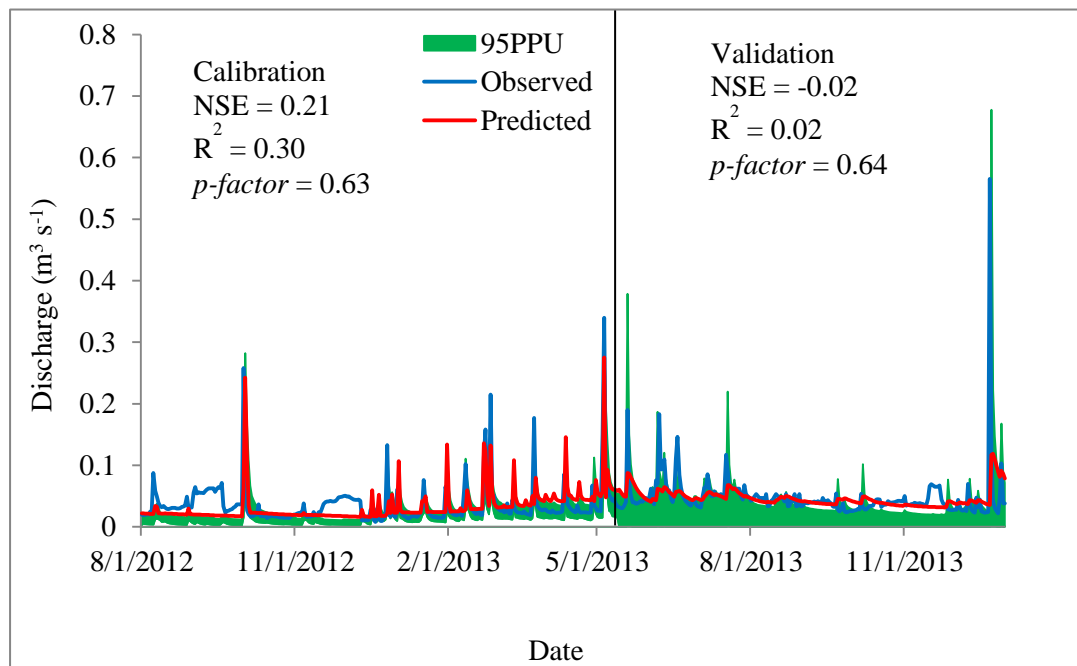 0.8
0.7
0.6
0.5
0.4
0.3
0.2
0.1
0
Discharge (m³ s⁻¹)
Calibration
NSE = 0.21
R² = 0.30
p-factor = 0.63
95PPU
Observed
Predicted
Validation
NSE = -0.02
R² = 0.02
p-factor = 0.64
8/1/2012 11/1/2012 2/1/2013 5/1/2013 8/1/2013 11/1/2013
Date